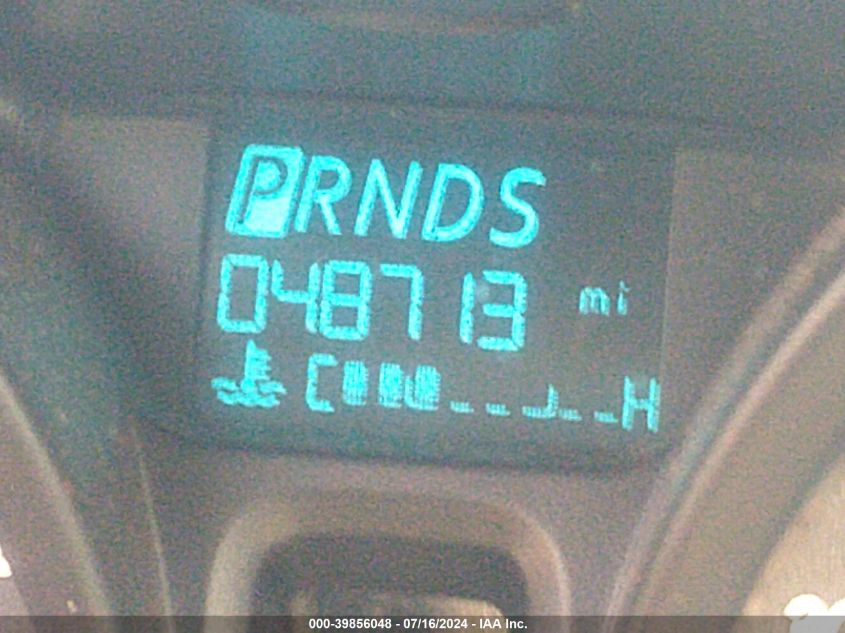 PRNDS
048713 mi
C H
000-39856048 - 07/16/2024 - IAA Inc.